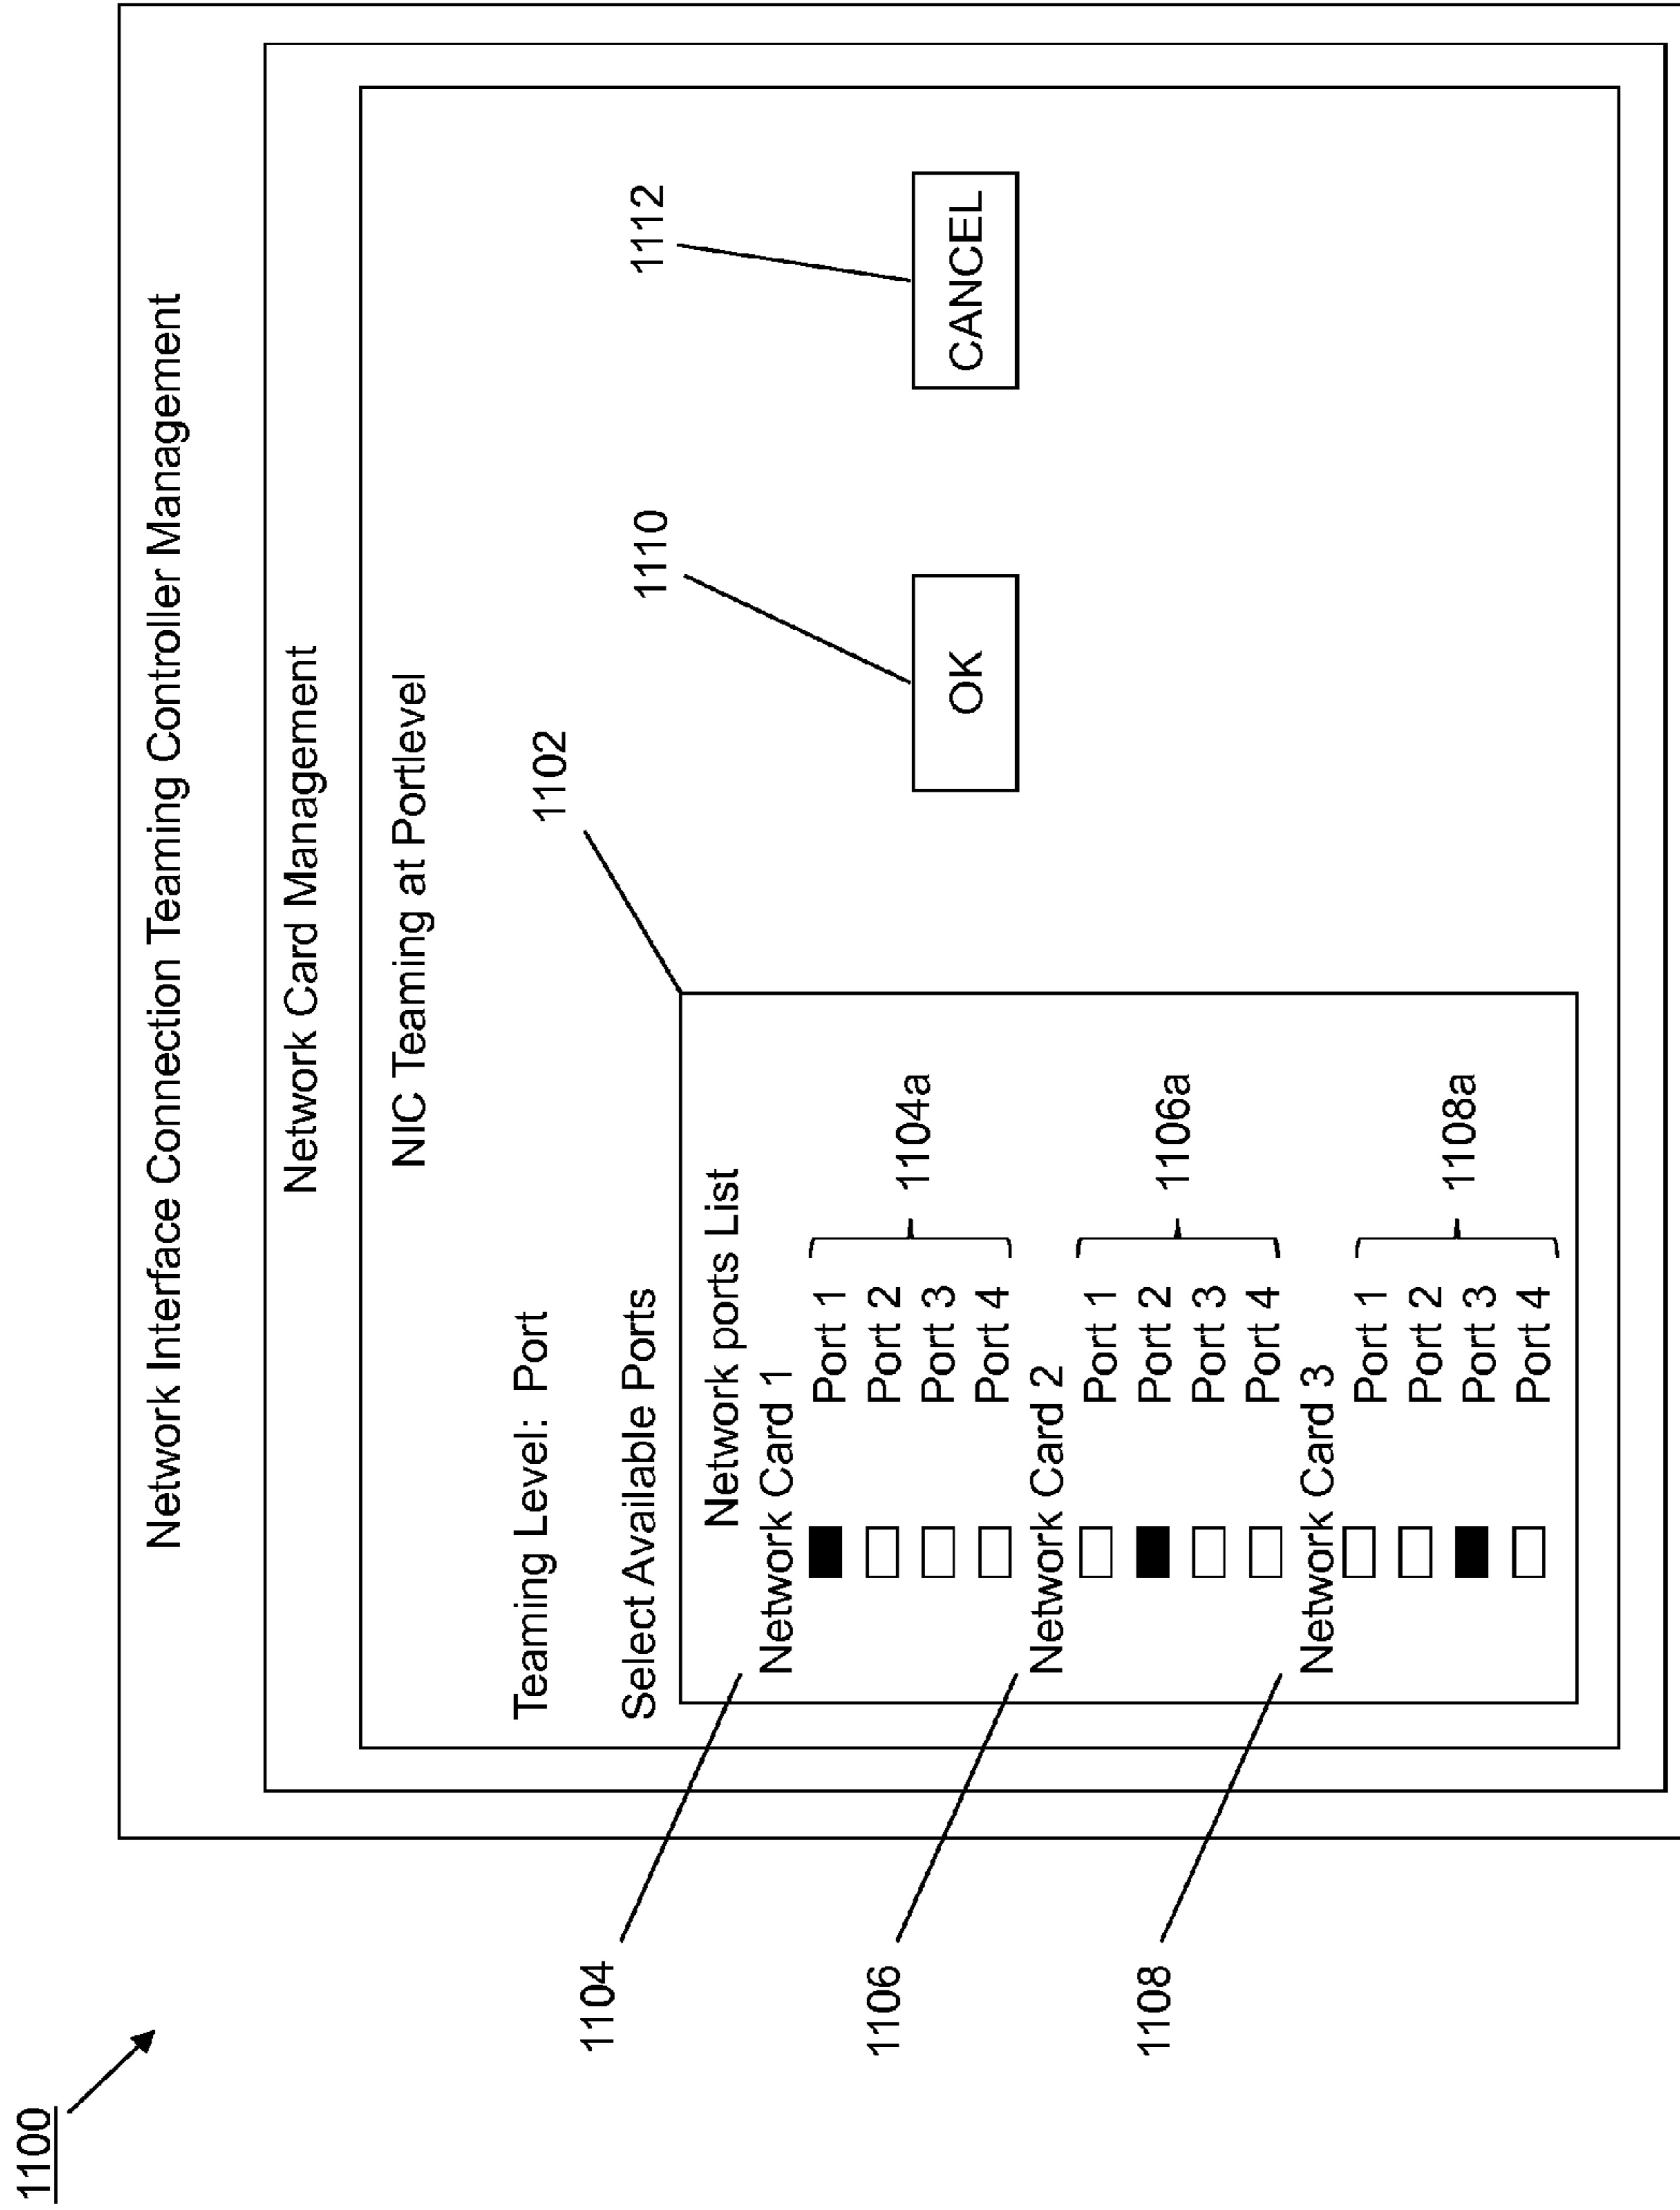 1100
Network Interface Connection Teaming Controller Management
Network Card Management
NIC Teaming at Portlevel
Teaming Level: Port
1102
Select Available Ports
1110
1112
Network ports List
1104
Network Card 1
Port 1
Port 2
Port 3
Port 4
1104a
1106
Network Card 2
Port 1
Port 2
Port 3
Port 4
1106a
1108
Network Card 3
Port 1
Port 2
Port 3
Port 4
1108a
OK
CANCEL